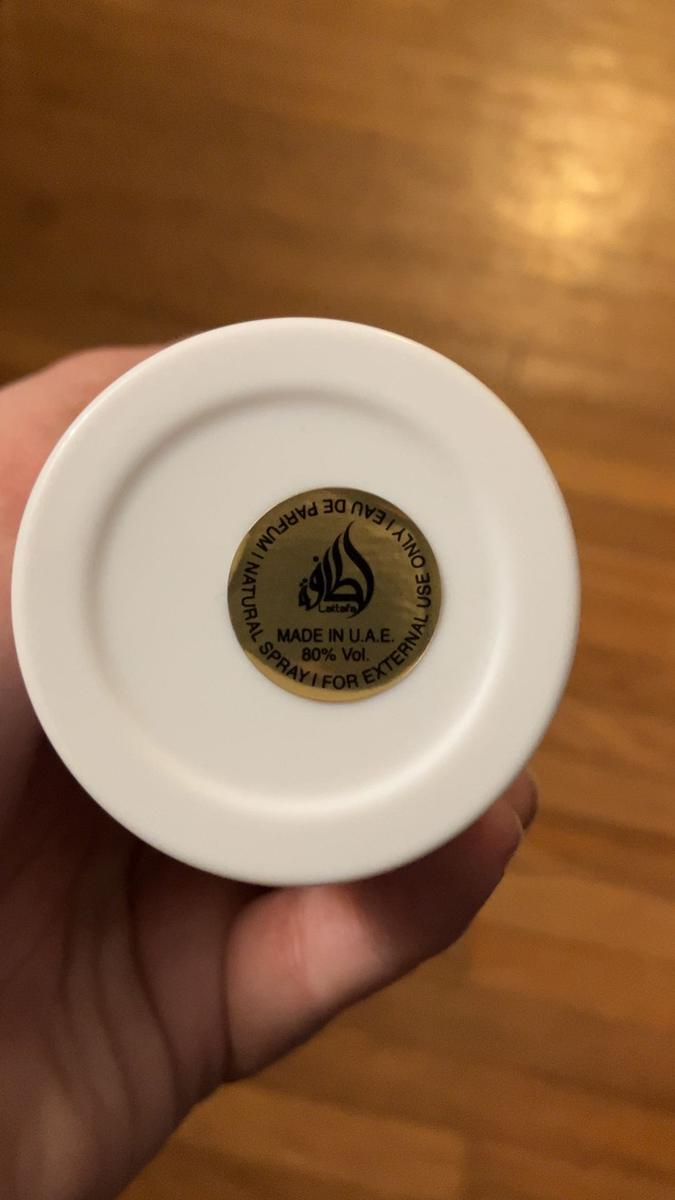 لطافة
Lattafa
MADE IN U.A.E.
80% Vol.
EAU DE PARFUM | NATURAL SPRAY | FOR EXTERNAL USE ONLY |